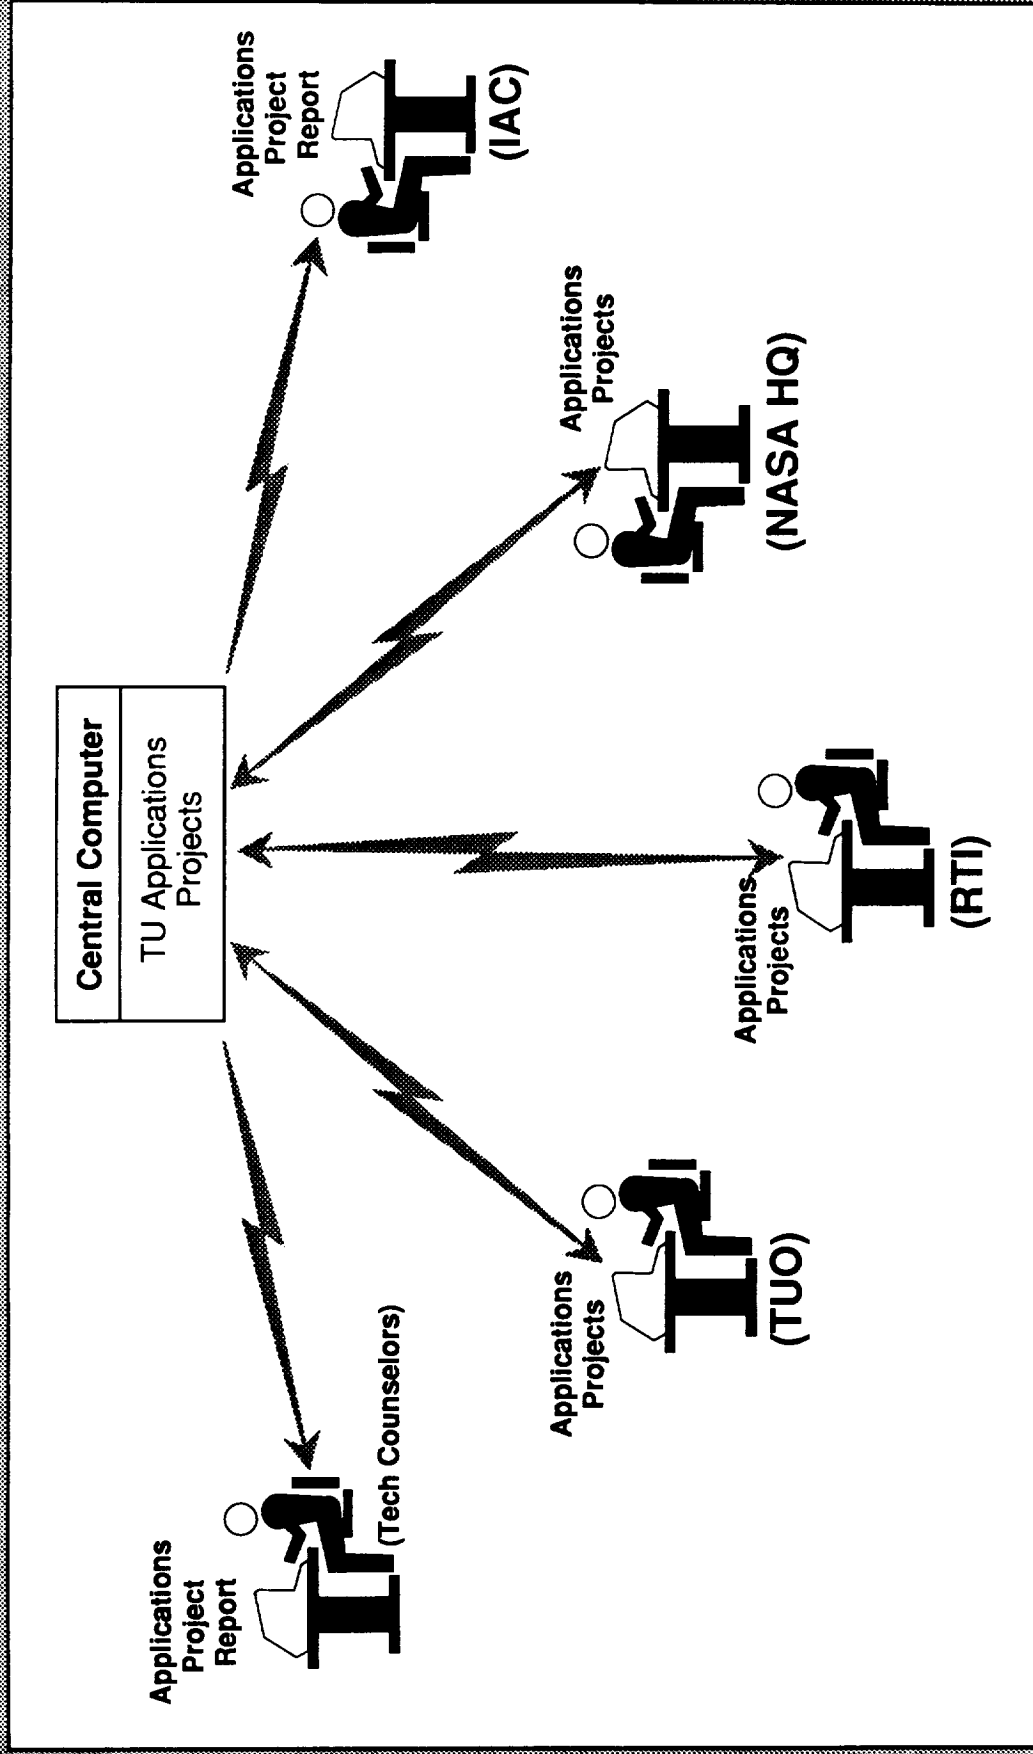 Central Computer
TU Applications
Projects
Applications
Project
Report
(Tech Counselors)
Applications
Projects
(TUO)
Applications
Projects
(RTI)
Applications
Projects
(NASA HQ)
Applications
Project
Report
(IAC)